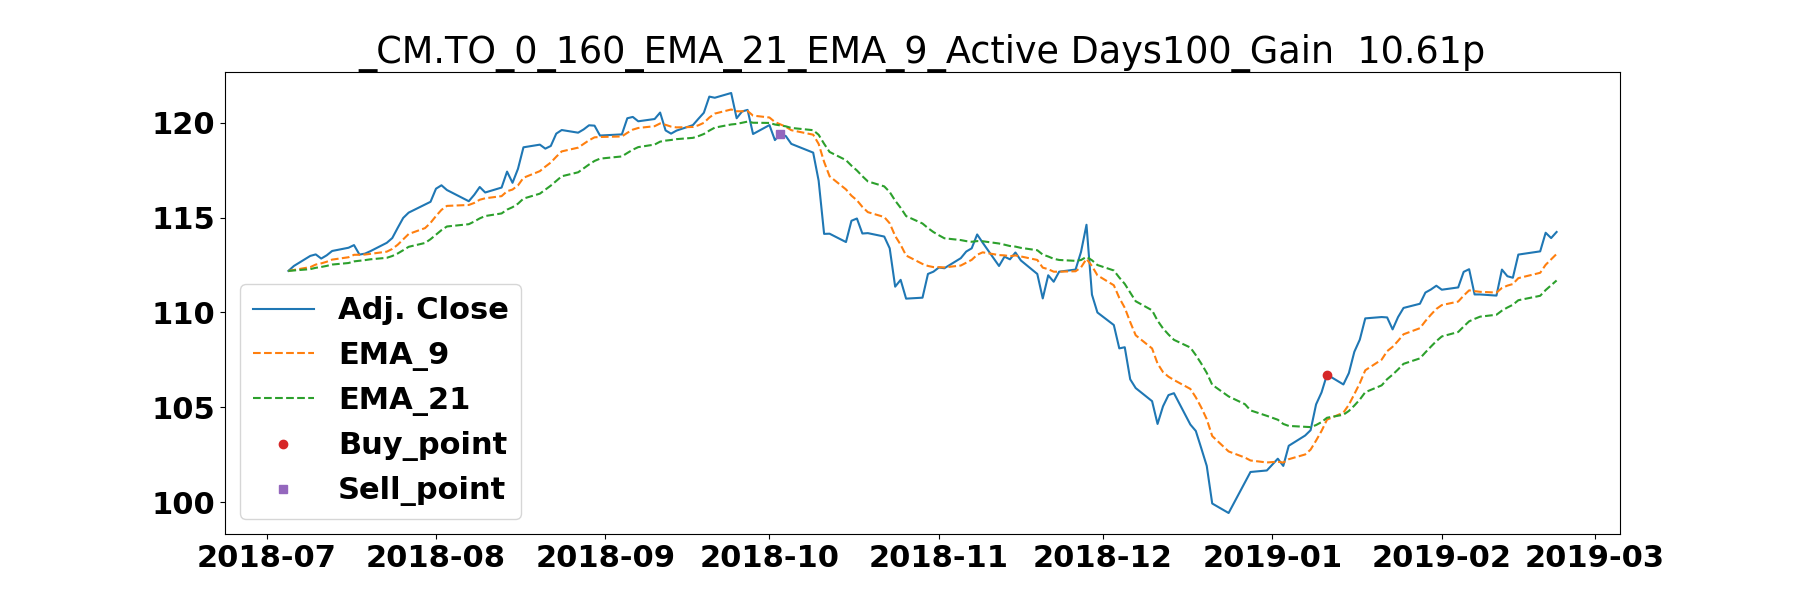 _CM.TO_0_160_EMA_21_EMA_9_Active Days100_Gain  10.61p
120
115
110
105
100
Adj. Close
EMA_9
EMA_21
Buy_point
Sell_point
2018-07 2018-08 2018-09 2018-10 2018-11 2018-12 2019-01 2019-02 2019-03